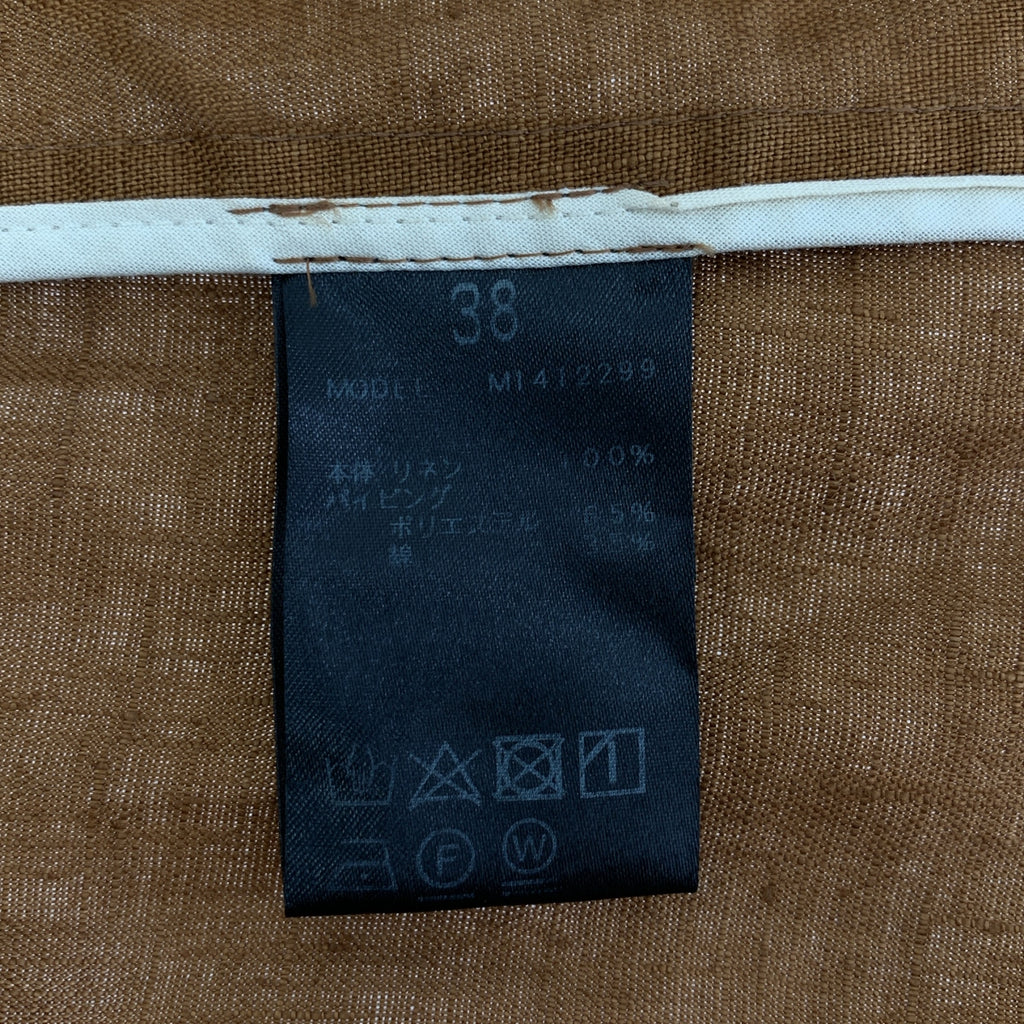 38
MODEL M1412299
本体 リネン 100%
パイピング
ポリエステル 65%
綿 35%
F
W